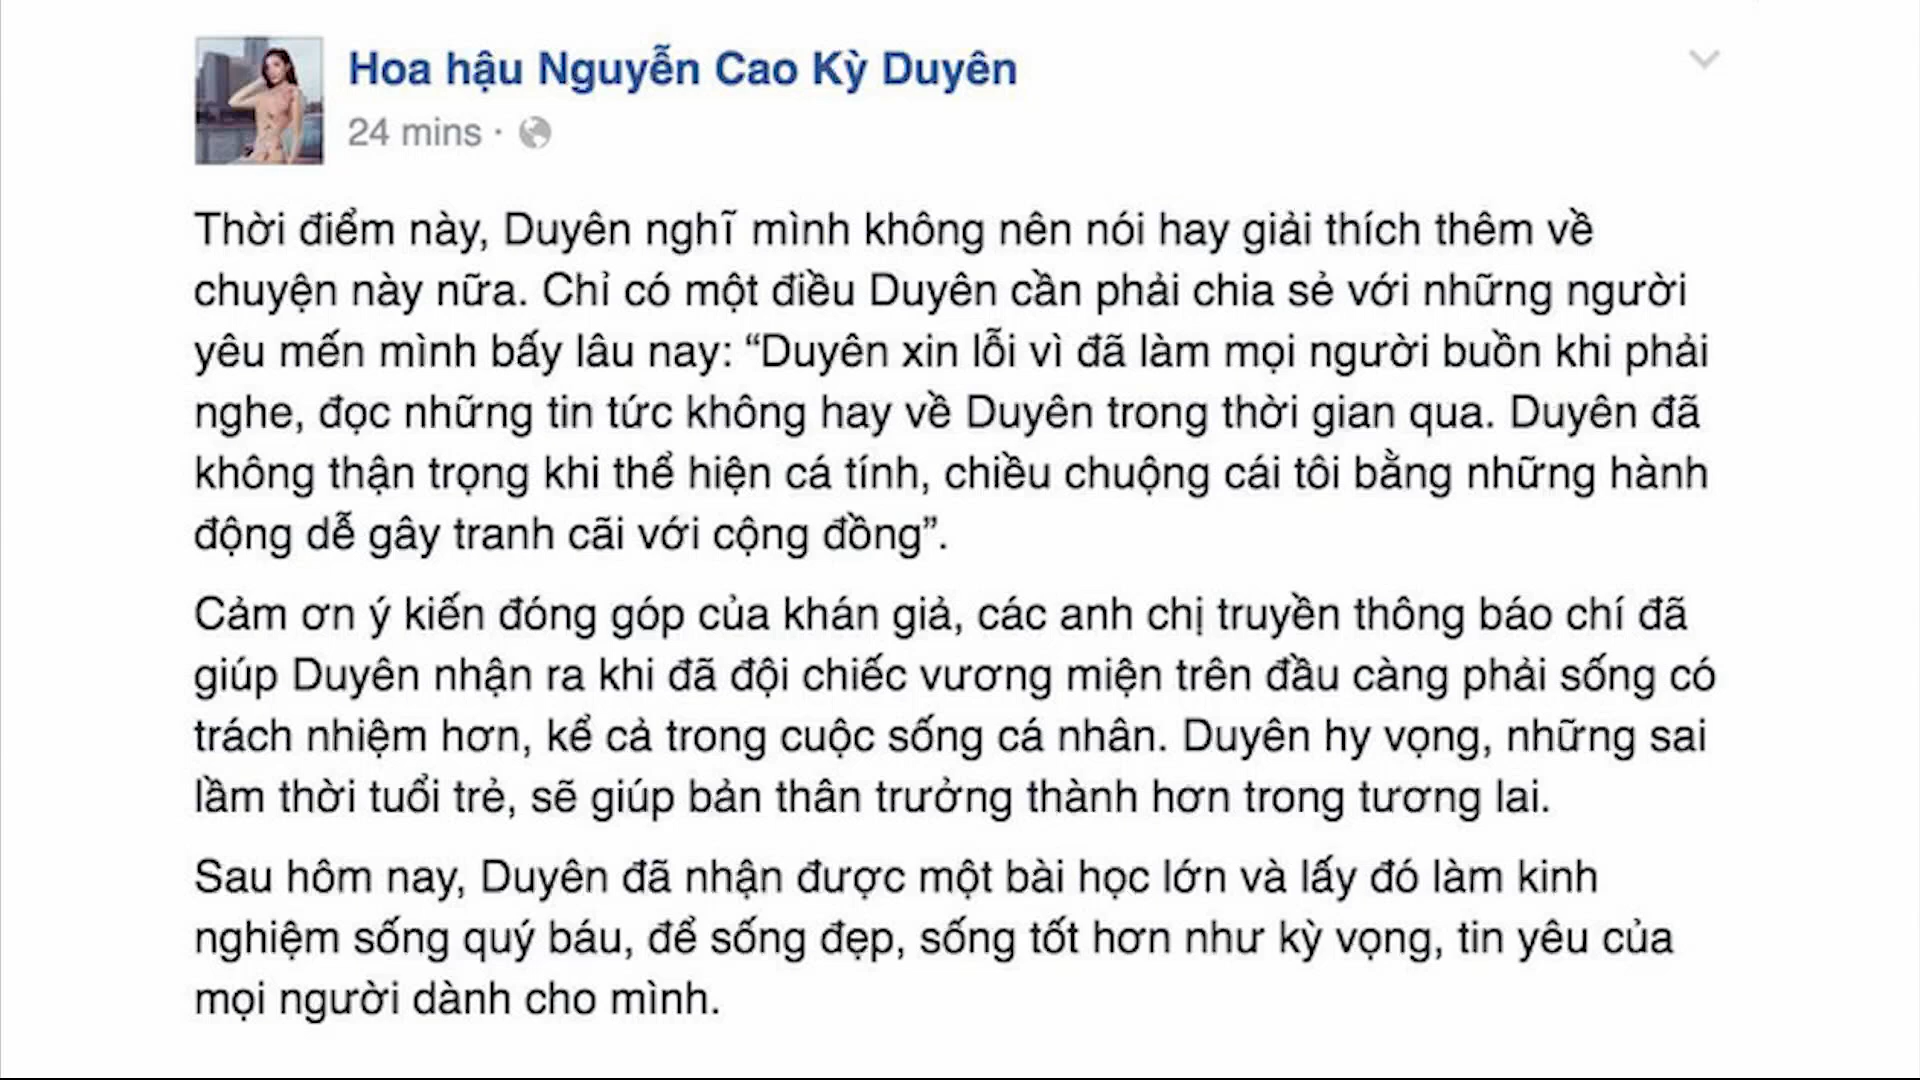 Hoa hậu Nguyễn Cao Kỳ Duyên
24 mins ·
Thời điểm này, Duyên nghĩ mình không nên nói hay giải thích thêm về
chuyện này nữa. Chỉ có một điều Duyên cần phải chia sẻ với những người
yêu mến mình bấy lâu nay: “Duyên xin lỗi vì đã làm mọi người buồn khi phải
nghe, đọc những tin tức không hay về Duyên trong thời gian qua. Duyên đã
không thận trọng khi thể hiện cá tính, chiều chuộng cái tôi bằng những hành
động dễ gây tranh cãi với cộng đồng”.
Cảm ơn ý kiến đóng góp của khán giả, các anh chị truyền thông báo chí đã
giúp Duyên nhận ra khi đã đội chiếc vương miện trên đầu càng phải sống có
trách nhiệm hơn, kể cả trong cuộc sống cá nhân. Duyên hy vọng, những sai
lầm thời tuổi trẻ, sẽ giúp bản thân trưởng thành hơn trong tương lai.
Sau hôm nay, Duyên đã nhận được một bài học lớn và lấy đó làm kinh
nghiệm sống quý báu, để sống đẹp, sống tốt hơn như kỳ vọng, tin yêu của
mọi người dành cho mình.